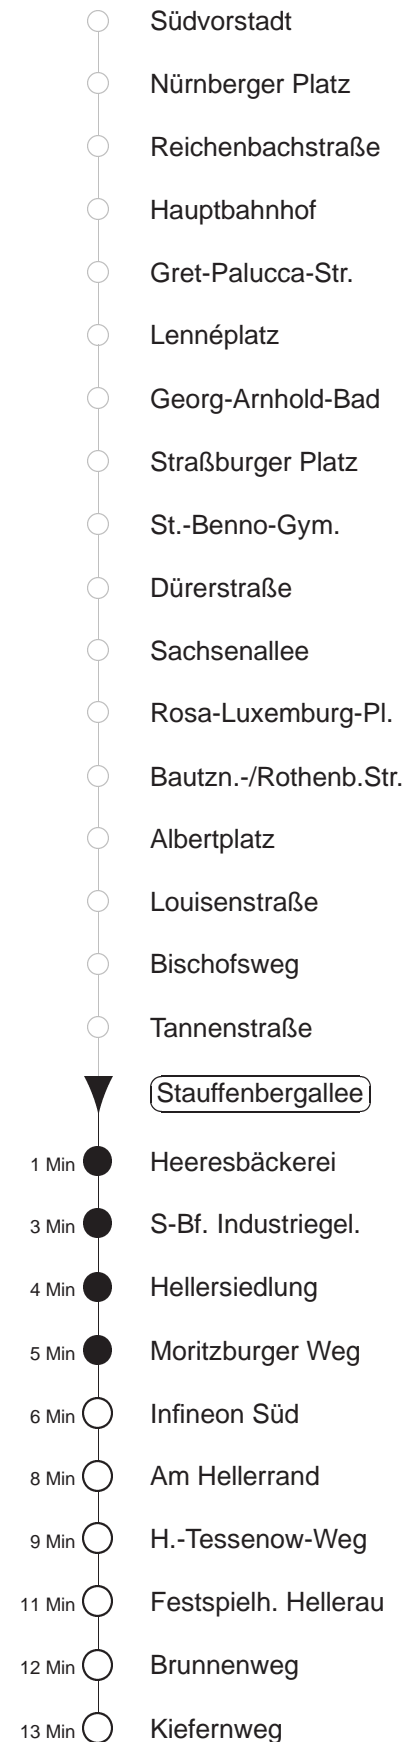 Südvorstadt
Nürnberger Platz
Reichenbachstraße
Hauptbahnhof
Gret-Palucca-Str.
Lennéplatz
Georg-Arnhold-Bad
Straßburger Platz
St.-Benno-Gym.
Dürerstraße
Sachsenallee
Rosa-Luxemburg-Pl.
Bautzn.-/Rothenb.Str.
Albertplatz
Louisenstraße
Bischofsweg
Tannenstraße
Stauffenbergallee
1 Min Heeresbäckerei
3 Min S-Bf. Industriegel.
4 Min Hellersiedlung
5 Min Moritzburger Weg
6 Min Infineon Süd
8 Min Am Hellerrand
9 Min H.-Tessenow-Weg
11 Min Festspielh. Hellerau
12 Min Brunnenweg
13 Min Kiefernweg